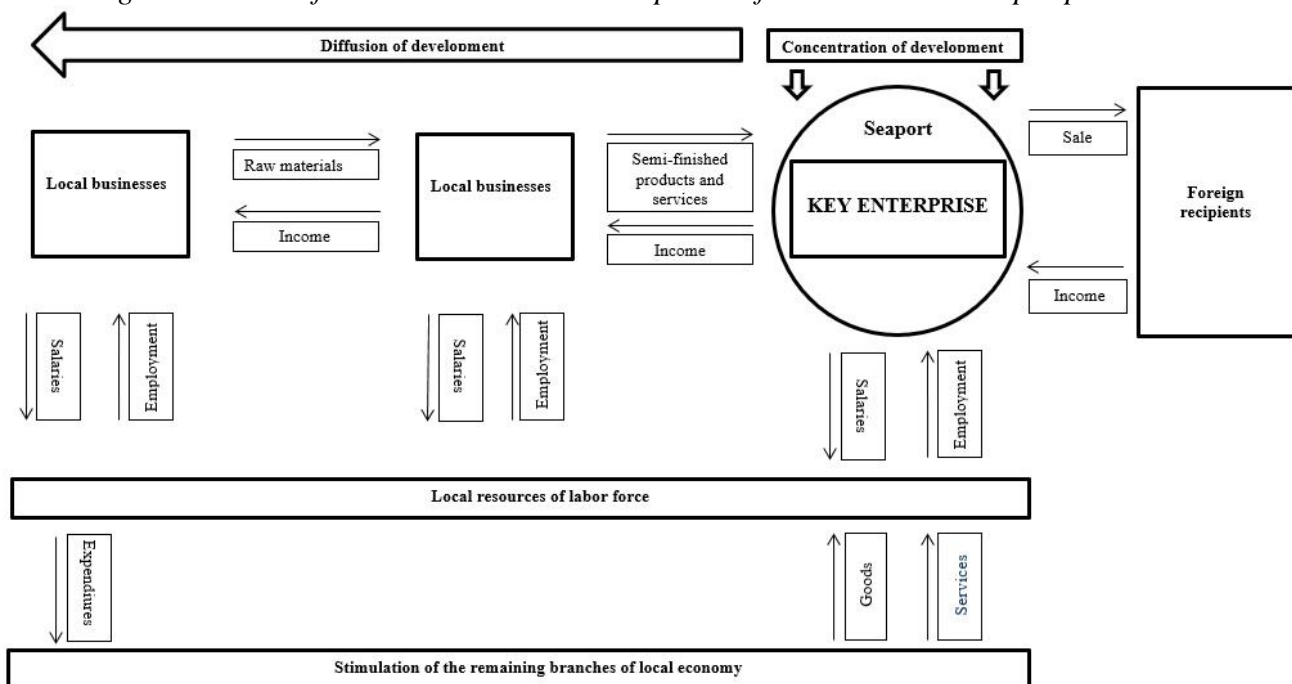 Diffusion of development
Concentration of development
Seaport
Sale
Raw materials
Semi-finished
products and
services
Local businesses
Local businesses
KEY ENTERPRISE
Foreign
recipients
Income
Income
Income
Salaries
Employment
Salaries
Employment
Salaries
Employment
Local resources of labor force
Expendiures
Goods
Services
Stimulation of the remaining branches of local economy